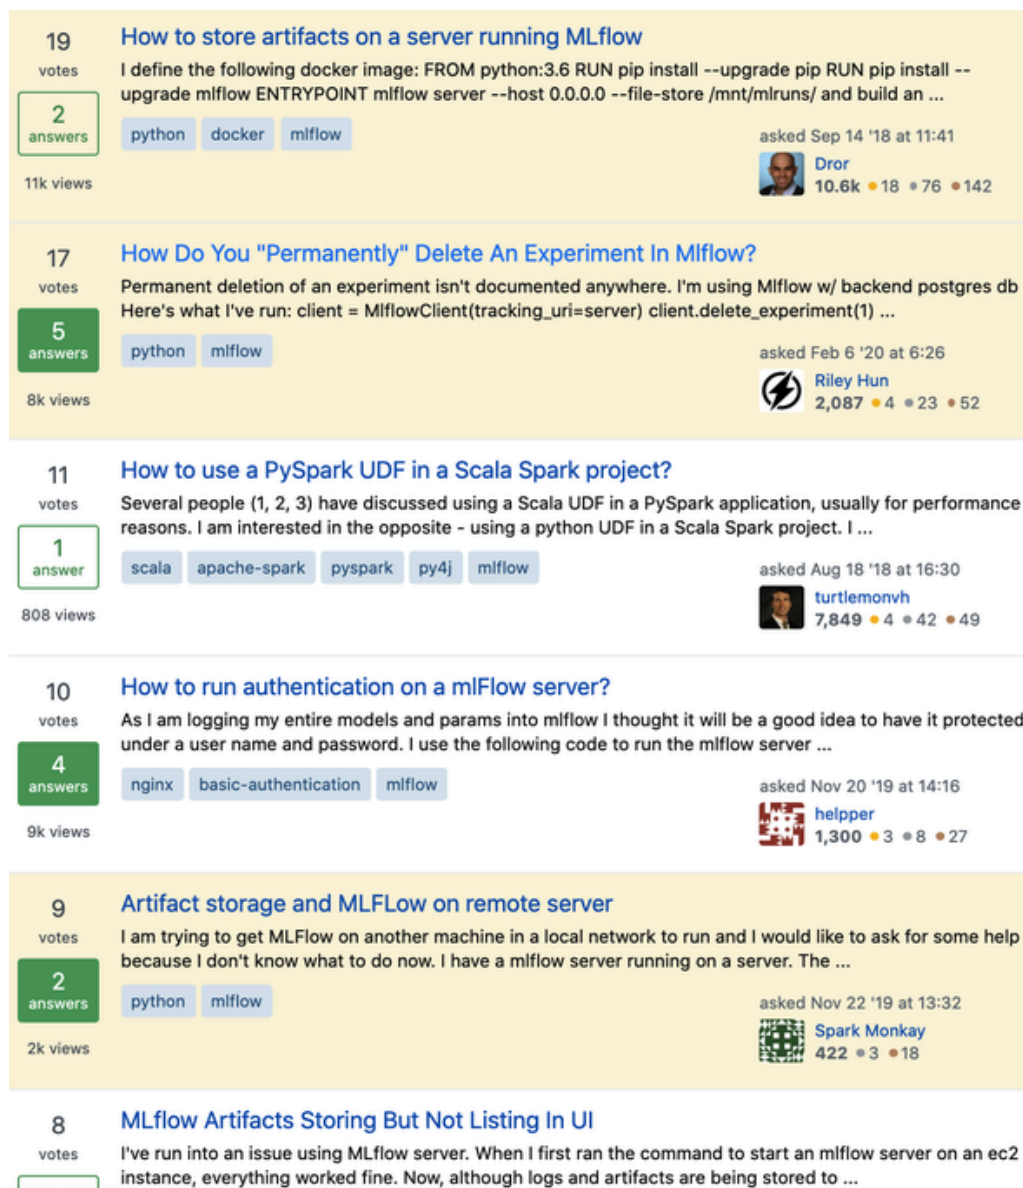 19
votes
2
answers
11k views
How to store artifacts on a server running MLflow
I define the following docker image: FROM python:3.6 RUN pip install --upgrade pip RUN pip install --
upgrade mlflow ENTRYPOINT mlflow server --host 0.0.0.0 --file-store /mnt/mlruns/ and build an ...
python docker mlflow
asked Sep 14 '18 at 11:41
Dror
10.6k 18 76 142
17
votes
5
answers
8k views
How Do You "Permanently" Delete An Experiment In Mlflow?
Permanent deletion of an experiment isn't documented anywhere. I'm using Mlflow w/ backend postgres db
Here's what I've run: client = MlflowClient(tracking_uri=server) client.delete_experiment(1) ...
python mlflow
asked Feb 6 '20 at 6:26
Riley Hun
2,087 4 23 52
11
votes
1
answer
808 views
How to use a PySpark UDF in a Scala Spark project?
Several people (1, 2, 3) have discussed using a Scala UDF in a PySpark application, usually for performance
reasons. I am interested in the opposite - using a python UDF in a Scala Spark project. I ...
scala apache-spark pyspark py4j mlflow
asked Aug 18 '18 at 16:30
turtlemonvh
7,849 4 42 49
10
votes
4
answers
9k views
How to run authentication on a mlFlow server?
As I am logging my entire models and params into mlflow I thought it will be a good idea to have it protected
under a user name and password. I use the following code to run the mlflow server ...
nginx basic-authentication mlflow
asked Nov 20 '19 at 14:16
helpper
1,300 3 8 27
9
votes
2
answers
2k views
Artifact storage and MLFLow on remote server
I am trying to get MLFlow on another machine in a local network to run and I would like to ask for some help
because I don't know what to do now. I have a mlflow server running on a server. The ...
python mlflow
asked Nov 22 '19 at 13:32
Spark Monkay
422 3 18
8
votes
MLflow Artifacts Storing But Not Listing In UI
I've run into an issue using MLflow server. When I first ran the command to start an mlflow server on an ec2
instance, everything worked fine. Now, although logs and artifacts are being stored to ...